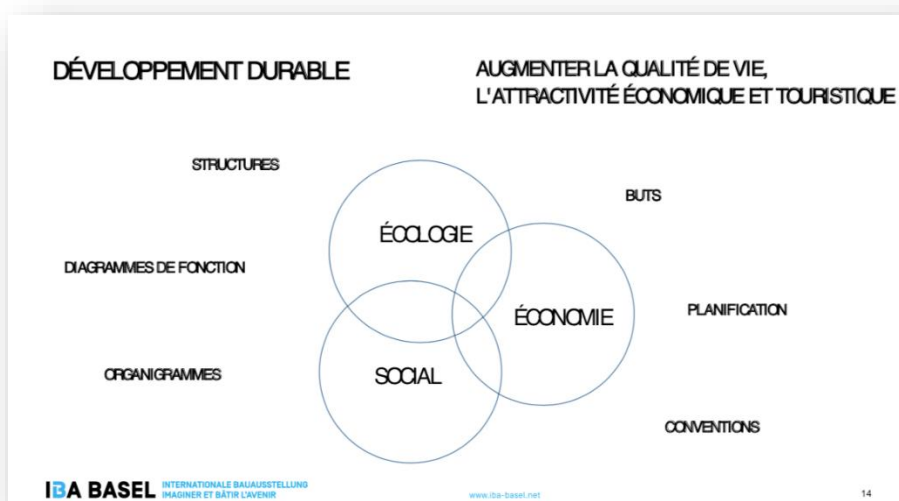 DÉVELOPPEMENT DURABLE
AUGMENTER LA QUALITÉ DE VIE,
L'ATTRACTIVITÉ ÉCONOMIQUE ET TOURISTIQUE
STRUCTURES
BUTS
ÉCOLOGIE
DIAGRAMMES DE FONCTION
ÉCONOMIE
PLANIFICATION
ORGANIGRAMMES
SOCIAL
CONVENTIONS
IBA BASEL
INTERNATIONALE BAUAUSSTELLUNG
IMAGINER ET BÂTIR L'AVENIR
www.iba-basel.net
14